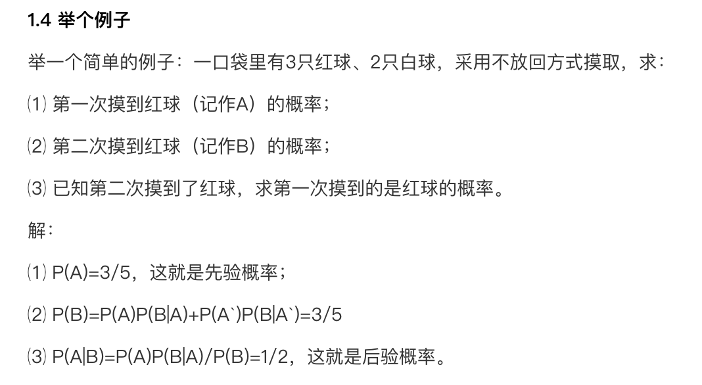 1.4 举个例子
举一个简单的例子：一口袋里有3只红球、2只白球，采用不放回方式摸取，求：
⑴ 第一次摸到红球（记作A）的概率；
⑵ 第二次摸到红球（记作B）的概率；
⑶ 已知第二次摸到了红球，求第一次摸到的是红球的概率。
解：
⑴ P(A)=3/5，这就是先验概率；
⑵ P(B)=P(A)P(B|A)+P(A`)P(B|A`)=3/5
⑶ P(A|B)=P(A)P(B|A)/P(B)=1/2，这就是后验概率。